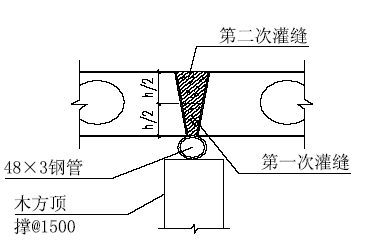 第二次灌缝
h/2
h/2
第一次灌缝
48×3钢管
木方顶
撑@1500